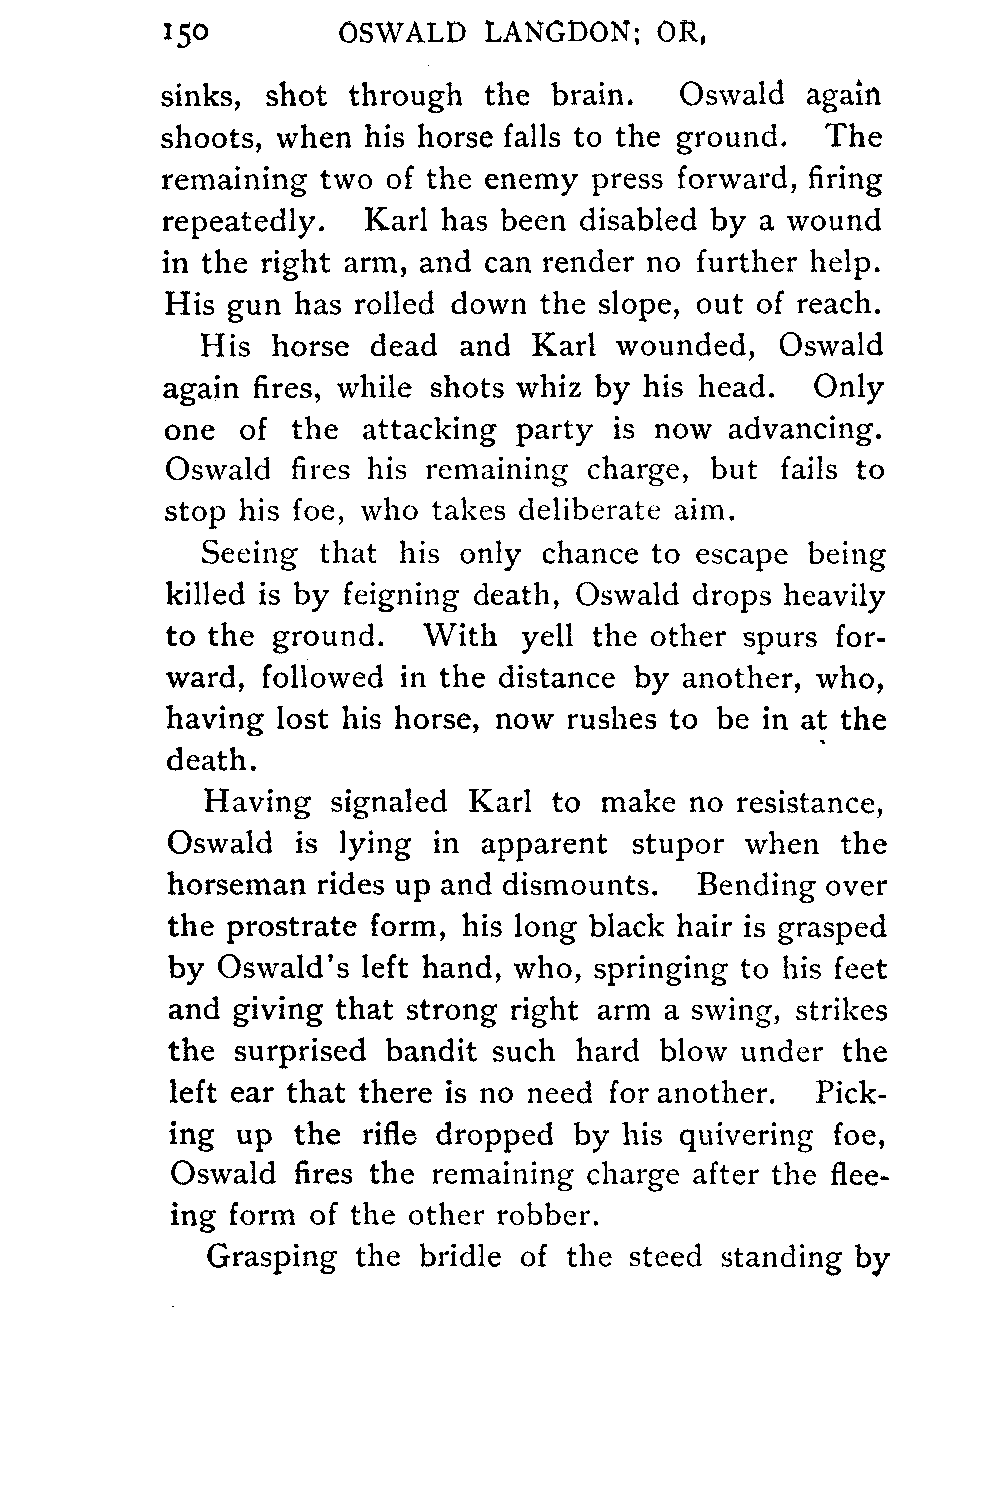 150 OSWALD LANGDON; OR,
sinks, shot through the brain. Oswald again
shoots, when his horse falls to the ground. The
remaining two of the enemy press forward, firing
repeatedly. Karl has been disabled by a wound
in the right arm, and can render no further help.
His gun has rolled down the slope, out of reach.
His horse dead and Karl wounded, Oswald
again fires, while shots whiz by his head. Only
one of the attacking party is now advancing.
Oswald fires his remaining charge, but fails to
stop his foe, who takes deliberate aim.
Seeing that his only chance to escape being
killed is by feigning death, Oswald drops heavily
to the ground. With yell the other spurs for-
ward, followed in the distance by another, who,
having lost his horse, now rushes to be in at the
death.
Having signaled Karl to make no resistance,
Oswald is lying in apparent stupor when the
horseman rides up and dismounts. Bending over
the prostrate form, his long black hair is grasped
by Oswald's left hand, who, springing to his feet
and giving that strong right arm a swing, strikes
the surprised bandit such hard blow under the
left ear that there is no need for another. Pick-
ing up the rifle dropped by his quivering foe,
Oswald fires the remaining charge after the flee-
ing form of the other robber.
Grasping the bridle of the steed standing by